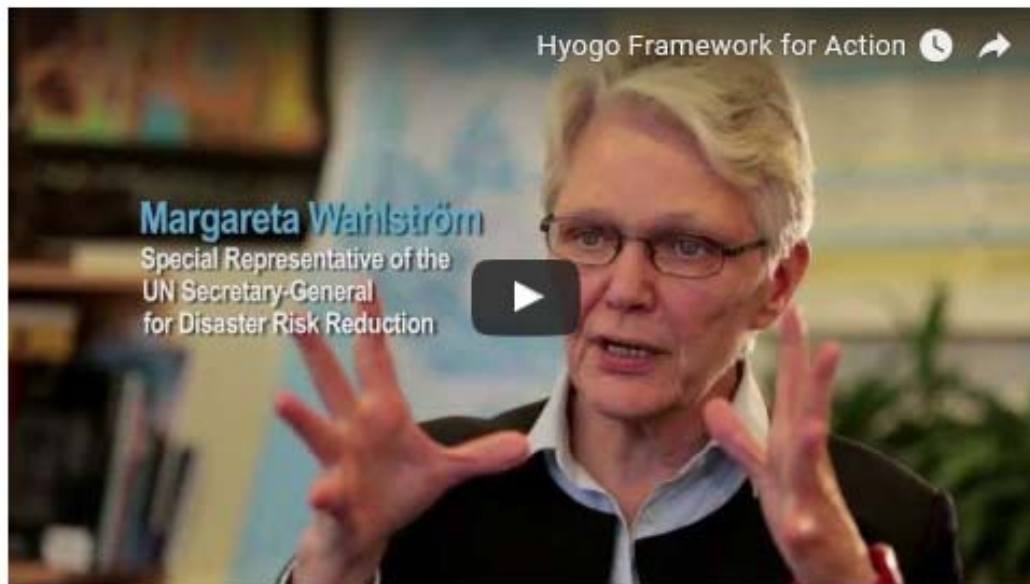 Hyogo Framework for Action
Margareta Wahlström
Special Representative of the
UN Secretary-General
for Disaster Risk Reduction